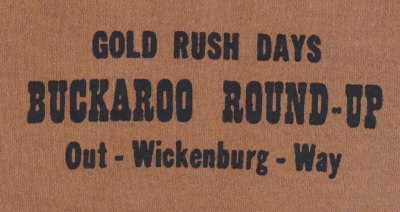 GOLD RUSH DAYS
BUCKAROO ROUND-UP
Out - Wickenburg - Way